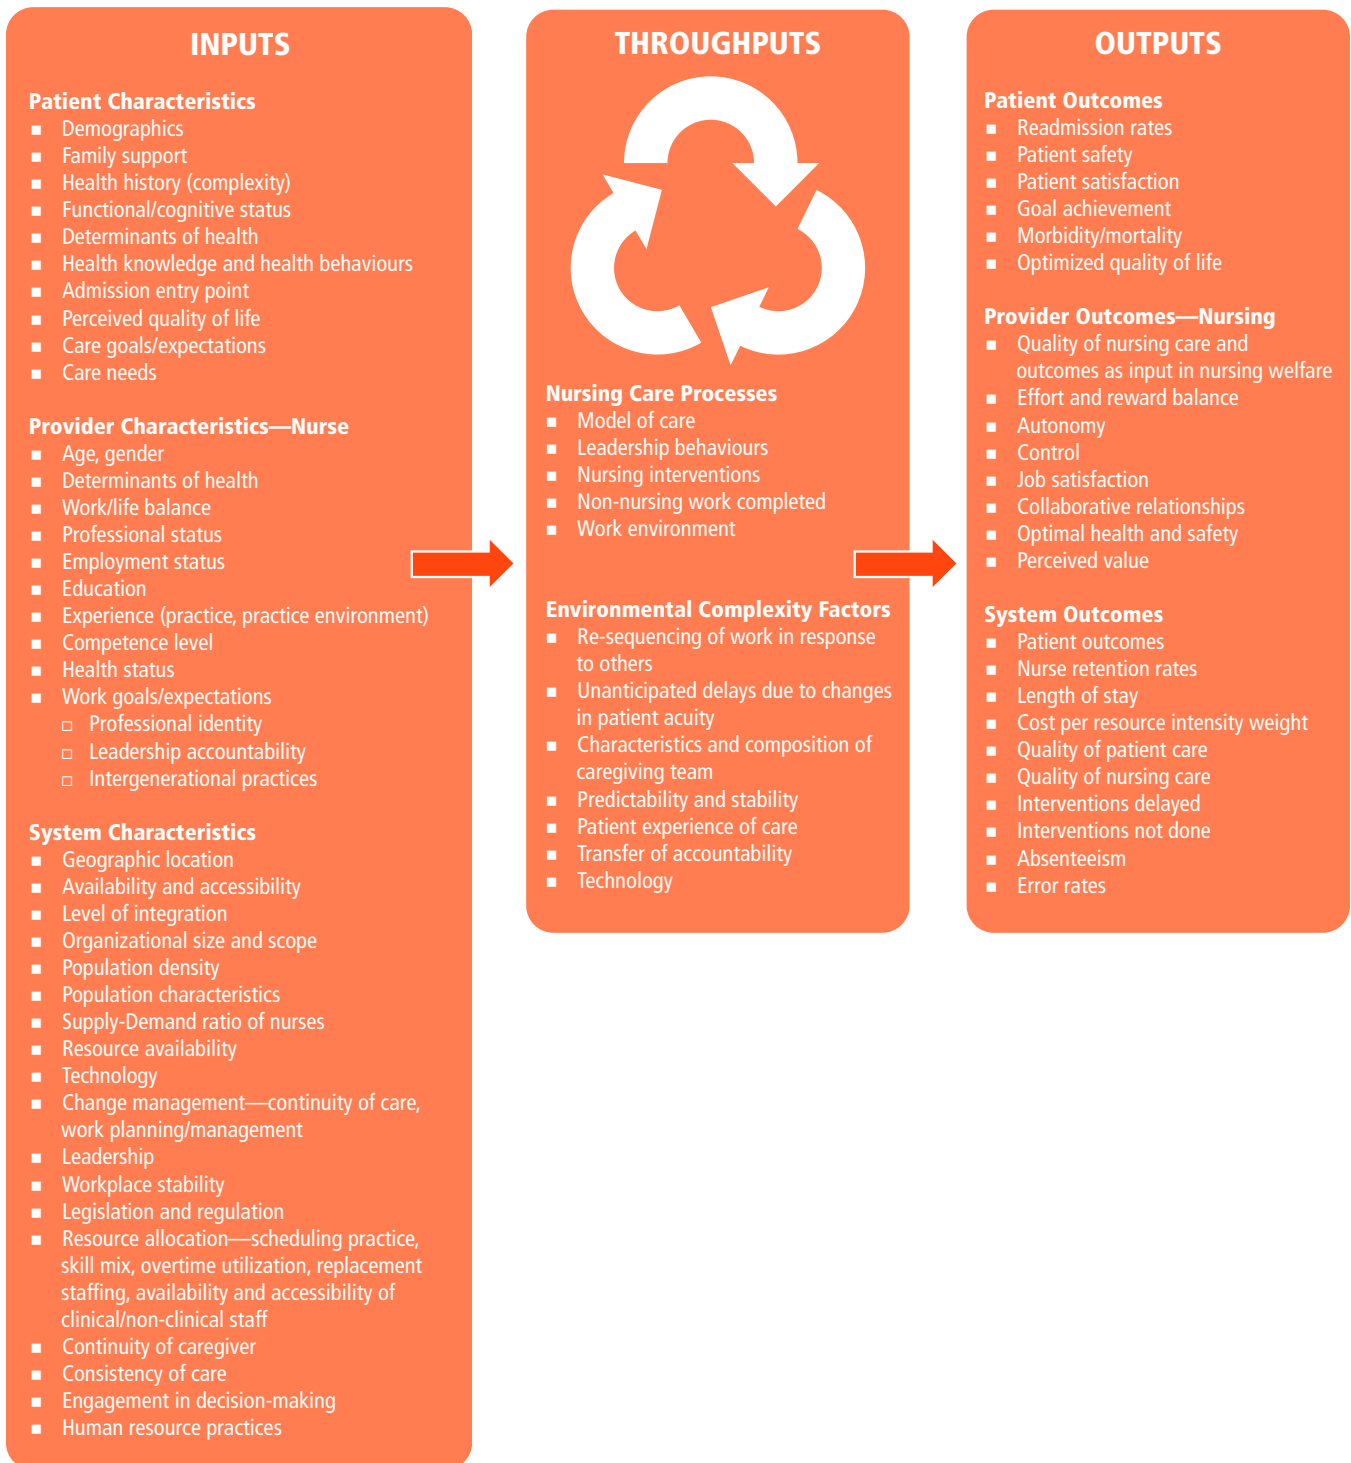 INPUTS
Patient Characteristics
Demographics
Family support
Health history (complexity)
Functional/cognitive status
Determinants of health
Health knowledge and health behaviours
Admission entry point
Perceived quality of life
Care goals/expectations
Care needs
Provider Characteristics—Nurse
Age, gender
Determinants of health
Work/life balance
Professional status
Employment status
Education
Experience (practice, practice environment)
Competence level
Health status
Work goals/expectations
Professional identity
Leadership accountability
Intergenerational practices
System Characteristics
Geographic location
Availability and accessibility
Level of integration
Organizational size and scope
Population density
Population characteristics
Supply-Demand ratio of nurses
Resource availability
Technology
Change management—continuity of care,
work planning/management
Leadership
Workplace stability
Legislation and regulation
Resource allocation—scheduling practice,
skill mix, overtime utilization, replacement
staffing, availability and accessibility of
clinical/non-clinical staff
Continuity of caregiver
Consistency of care
Engagement in decision-making
Human resource practices
THROUGHPUTS
Nursing Care Processes
Model of care
Leadership behaviours
Nursing interventions
Non-nursing work completed
Work environment
Environmental Complexity Factors
Re-sequencing of work in response
to others
Unanticipated delays due to changes
in patient acuity
Characteristics and composition of
caregiving team
Predictability and stability
Patient experience of care
Transfer of accountability
Technology
OUTPUTS
Patient Outcomes
Readmission rates
Patient safety
Patient satisfaction
Goal achievement
Morbidity/mortality
Optimized quality of life
Provider Outcomes—Nursing
Quality of nursing care and
outcomes as input in nursing welfare
Effort and reward balance
Autonomy
Control
Job satisfaction
Collaborative relationships
Optimal health and safety
Perceived value
System Outcomes
Patient outcomes
Nurse retention rates
Length of stay
Cost per resource intensity weight
Quality of patient care
Quality of nursing care
Interventions delayed
Interventions not done
Absenteeism
Error rates